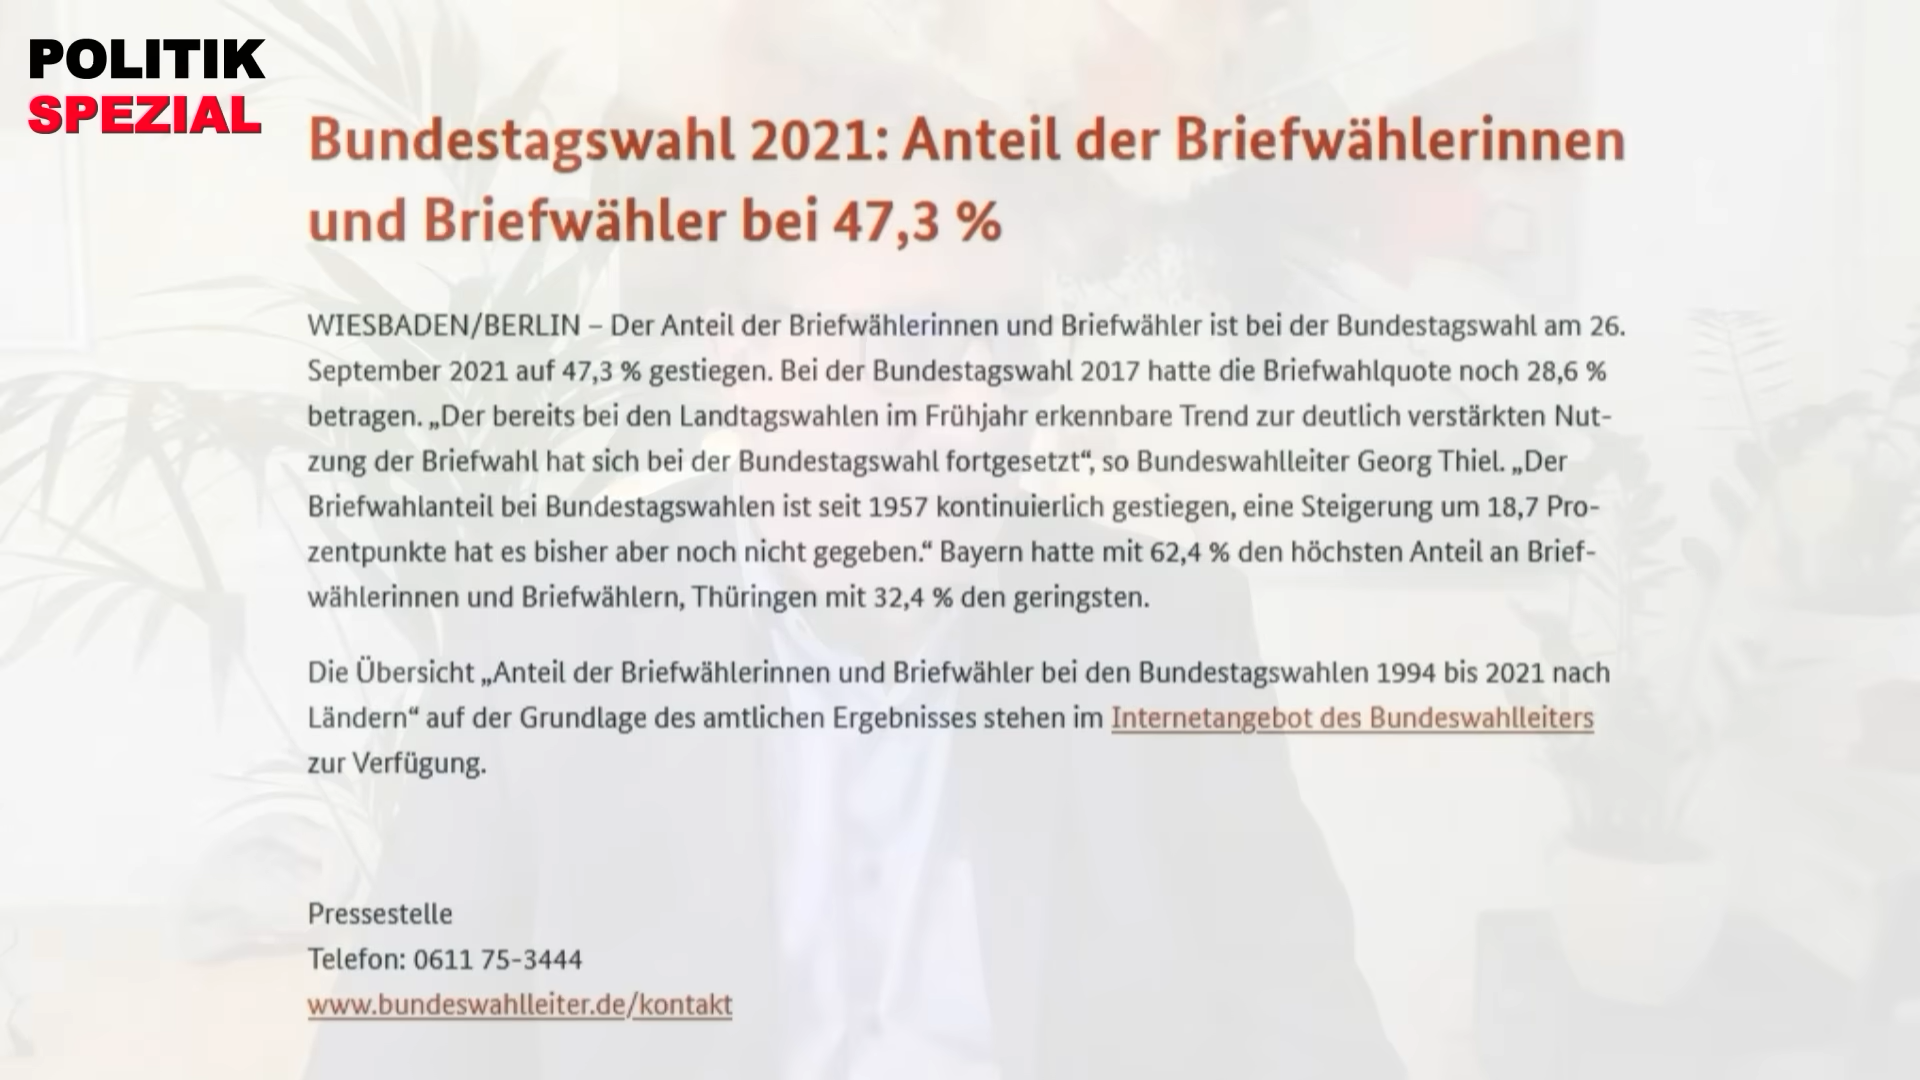 POLITIK
SPEZIAL
Bundestagswahl 2021: Anteil der Briefwählerinnen
und Briefwähler bei 47,3 %
WIESBADEN/BERLIN – Der Anteil der Briefwählerinnen und Briefwähler ist bei der Bundestagswahl am 26.
September 2021 auf 47,3 % gestiegen. Bei der Bundestagswahl 2017 hatte die Briefwahlquote noch 28,6 %
betragen. „Der bereits bei den Landtagswahlen im Frühjahr erkennbare Trend zur deutlich verstärkten Nut-
zung der Briefwahl hat sich bei der Bundestagswahl fortgesetzt“, so Bundeswahlleiter Georg Thiel. „Der
Briefwahlanteil bei Bundestagswahlen ist seit 1957 kontinuierlich gestiegen, eine Steigerung um 18,7 Pro-
zentpunkte hat es bisher aber noch nicht gegeben.“ Bayern hatte mit 62,4 % den höchsten Anteil an Brief-
wählerinnen und Briefwählern, Thüringen mit 32,4 % den geringsten.
Die Übersicht „Anteil der Briefwählerinnen und Briefwähler bei den Bundestagswahlen 1994 bis 2021 nach
Ländern“ auf der Grundlage des amtlichen Ergebnisses stehen im Internetangebot des Bundeswahlleiters
zur Verfügung.
Pressestelle
Telefon: 0611 75-3444
www.bundeswahlleiter.de/kontakt